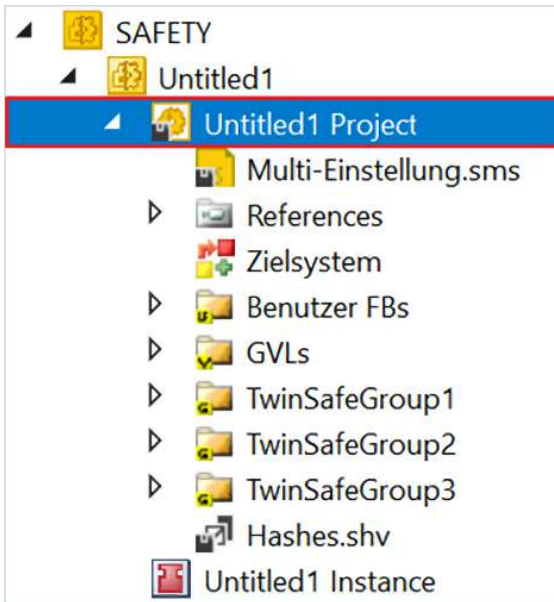 SAFETY
Untitled1
Untitled1 Project
Multi-Einstellung.sms
References
Zielsystem
Benutzer FBs
GVLs
TwinSafeGroup1
TwinSafeGroup2
TwinSafeGroup3
Hashes.shv
Untitled1 Instance